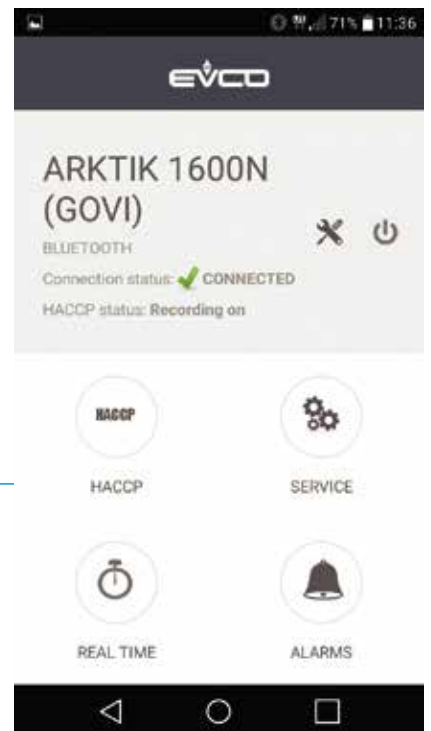 71% 11:36
EVCO
ARKTIK 1600N
(GOVI)
BLUETOOTH
Connection status: CONNECTED
HACCP status: Recording on
HACCP
HACCP
SERVICE
REAL TIME
ALARMS